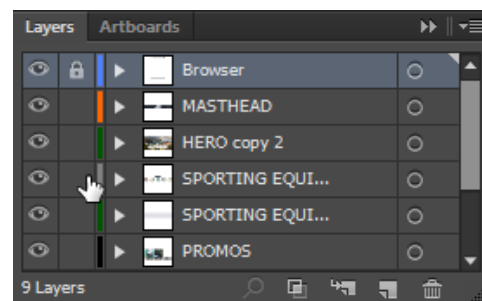 Layers Artboards
Browser
MASTHEAD
HERO copy 2
SPORTING EQUI...
SPORTING EQUI...
PROMOS
9 Layers